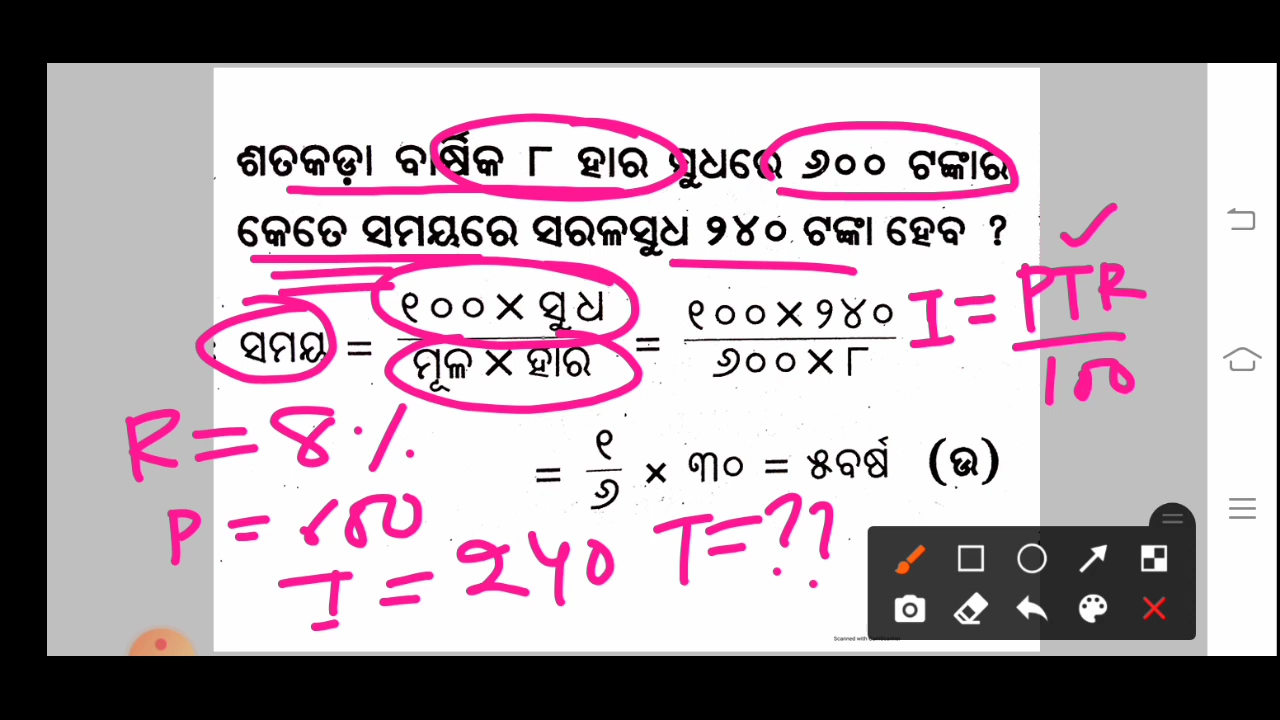 ଶତକଡ଼ା ବାର୍ଷିକ ୮ ହାର ସୁଧରେ ୬୦୦ ଟଙ୍କାର
କେତେ ସମୟରେ ସରଳସୁଧ ୨୪୦ ଟଙ୍କା ହେବ ?
ସମୟ = ୧୦୦ × ସୁଧ / ମୂଳ × ହାର = ୧୦୦ × ୨୪୦ / ୬୦୦ × ୮
I = PTR / 100
= ୧ / ୬ × ୩୦ = ୫ବର୍ଷ (ଉ)
R = 8 %
P = 600
I = 240 T = ??